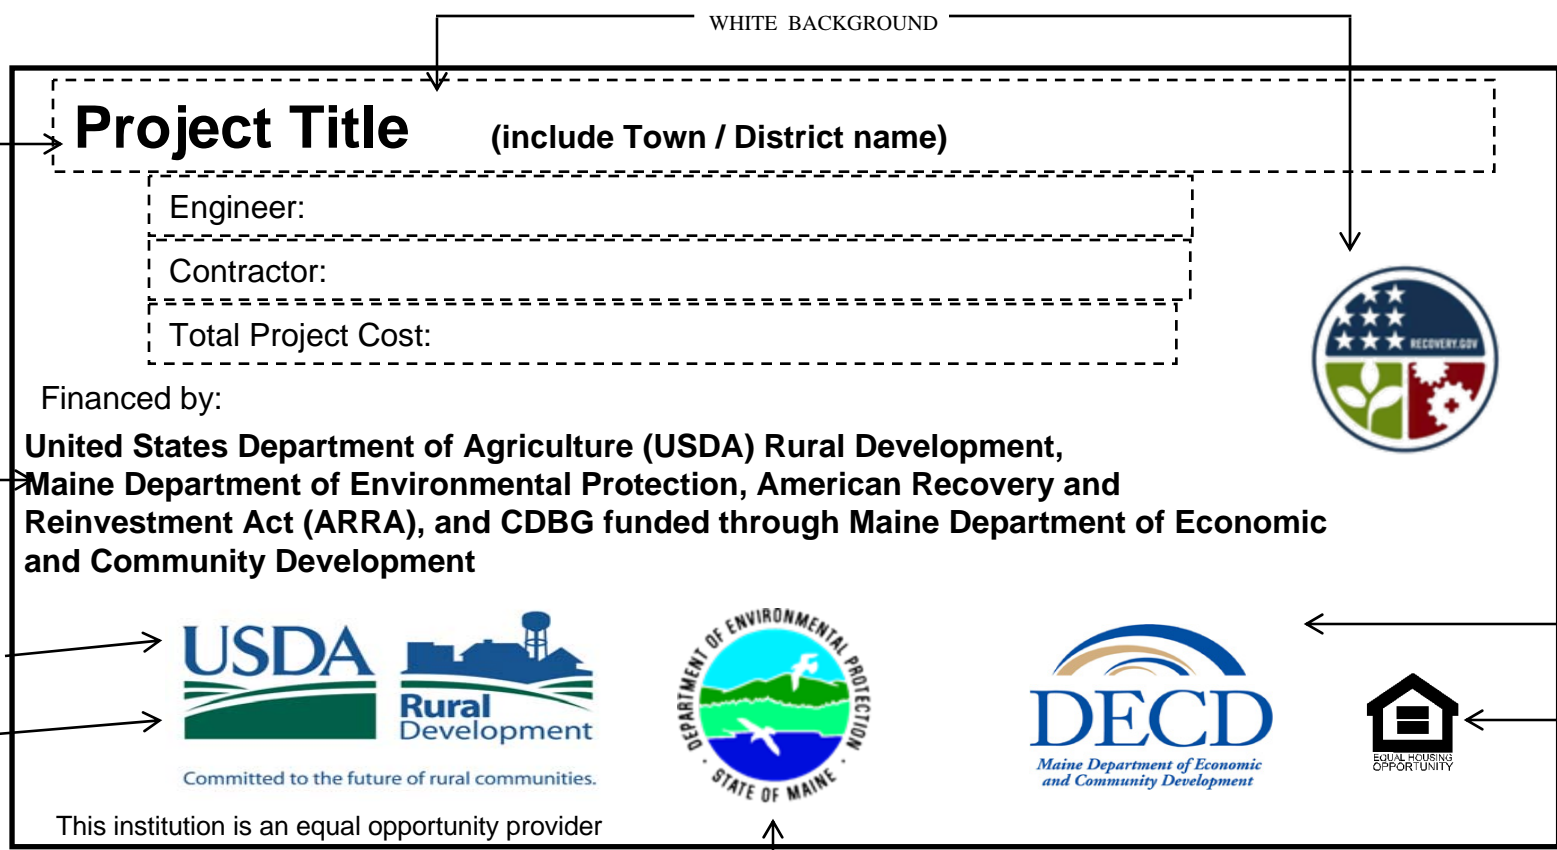 WHITE BACKGROUND
Project Title (include Town / District name)
Engineer:
Contractor:
Total Project Cost:
RECOVERY.GOV
Financed by:
United States Department of Agriculture (USDA) Rural Development,
Maine Department of Environmental Protection, American Recovery and
Reinvestment Act (ARRA), and CDBG funded through Maine Department of Economic
and Community Development
USDA
Rural
Development
Committed to the future of rural communities.
DEPARTMENT OF ENVIRONMENTAL PROTECTION
· STATE OF MAINE ·
DECD
Maine Department of Economic
and Community Development
EQUAL HOUSING
OPPORTUNITY
This institution is an equal opportunity provider